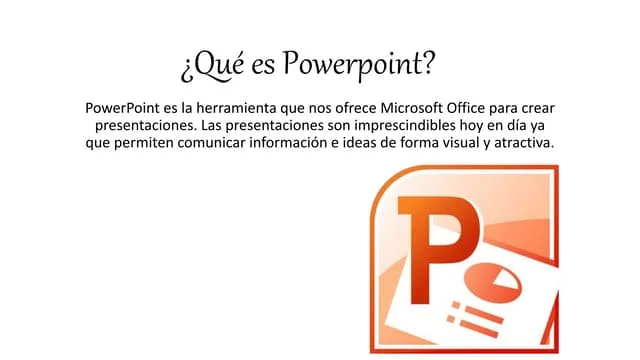 ¿Qué es Powerpoint?
PowerPoint es la herramienta que nos ofrece Microsoft Office para crear
presentaciones. Las presentaciones son imprescindibles hoy en día ya
que permiten comunicar información e ideas de forma visual y atractiva.
P